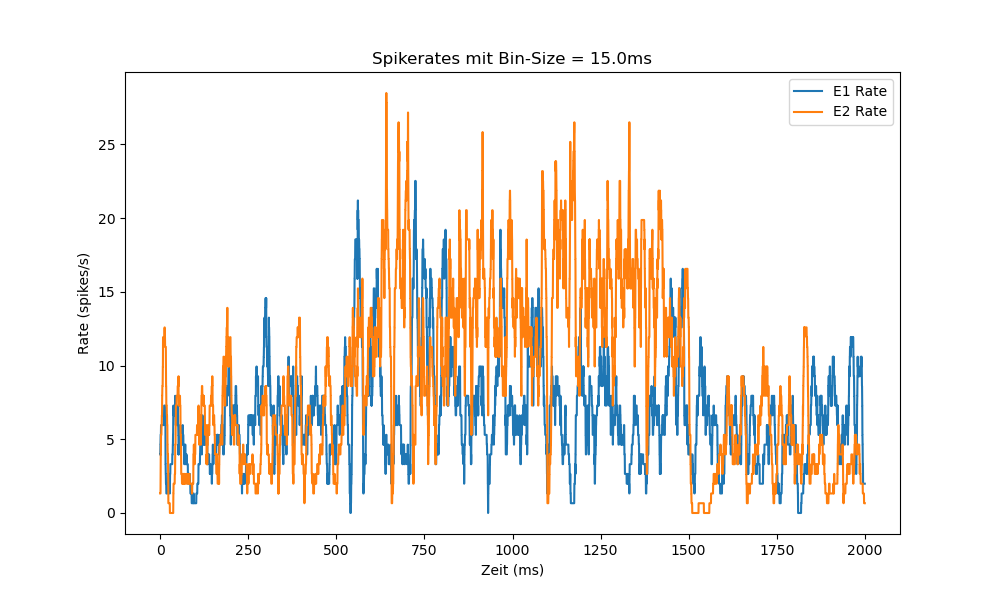 Spikerates mit Bin-Size = 15.0ms
E1 Rate
E2 Rate
Rate (spikes/s)
25
20
15
10
5
0
0 250 500 750 1000 1250 1500 1750 2000
Zeit (ms)